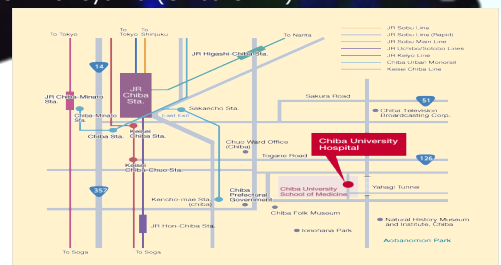 To Tokyo
To Tokyo
To Shinjuku
To Narita
JR Higashi-Chiba Sta.
JR Sobu Line
JR Sobu Line (Rapid)
JR Sobu Main Line
JR Uchibo/Sotobo Lines
JR Keiyo Line
Chiba Urban Monorail
Keisei Chiba Line
14
JR Chiba-Minato Sta.
JR Chiba Sta.
Chiba-Minato Sta.
East Exit
Sakaecho Sta.
Sakura Road
51
Chiba Television
Broadcasting Corp.
Chiba Sta.
Keisei
Chiba Sta.
Chuo Ward Office
(Chiba)
Chiba University
Hospital
Togane Road
126
Keisei
Chiba-Chuo Sta.
357
Kencho-mae Sta.
(chiba)
Chiba
Prefectural
Government
Chiba University
School of Medicine
Yahagi Tunnel
Chiba Folk Museum
JR Hon-Chiba Sta.
Inohana Park
Natural History Museum
and Institute, Chiba
Aobanomori Park
To Soga
To Soga